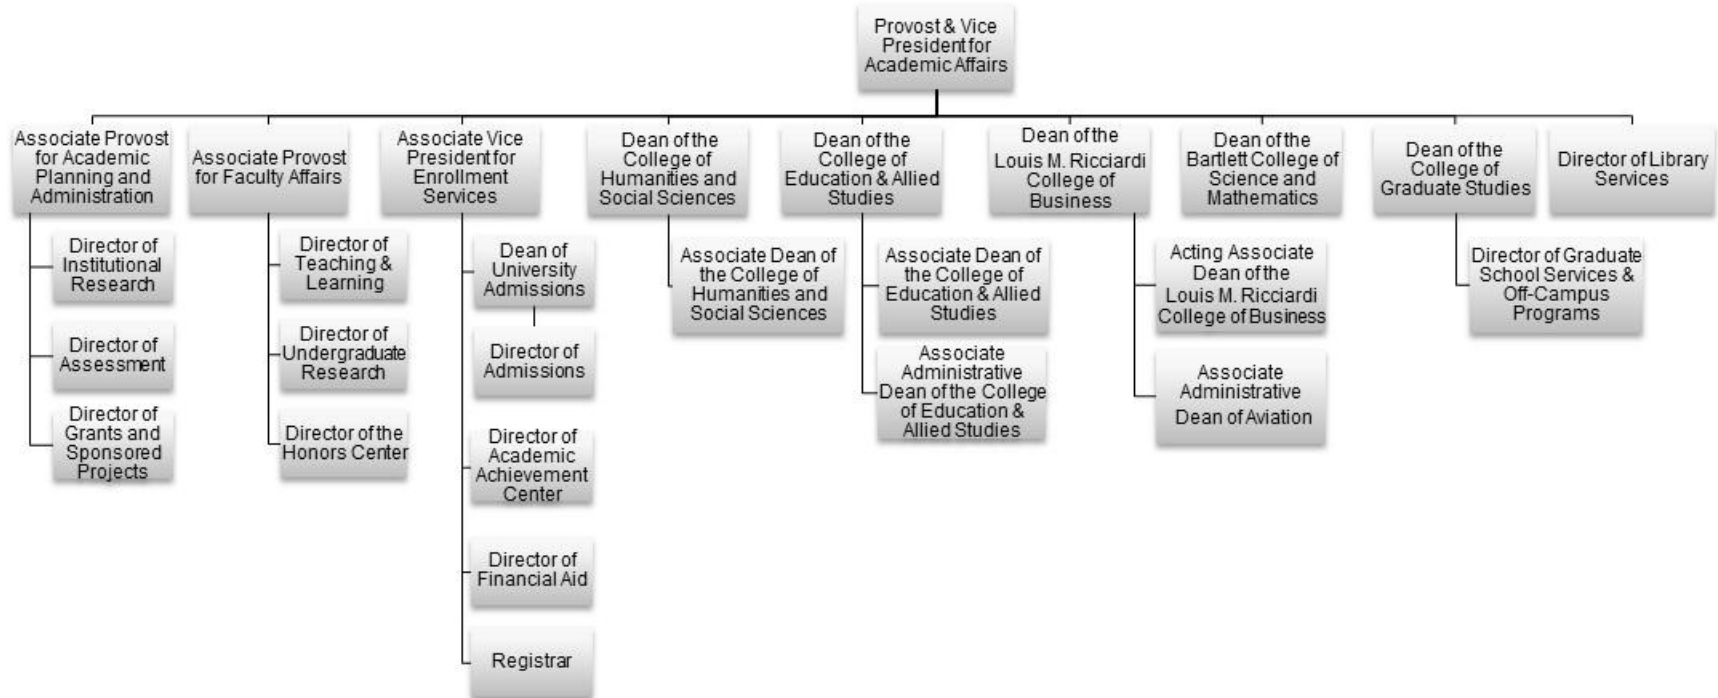 Provost & Vice
President for
Academic Affairs
Associate Provost
for Academic
Planning and
Administration
Associate Provost
for Faculty Affairs
Associate Vice
President for
Enrollment
Services
Dean of the
College of
Humanities and
Social Sciences
Dean of the
College of
Education & Allied
Studies
Dean of the
Louis M. Ricciardi
College of
Business
Dean of the
Bartlett College of
Science and
Mathematics
Dean of the
College of
Graduate Studies
Director of Library
Services
Director of
Institutional
Research
Director of
Assessment
Director of
Grants and
Sponsored
Projects
Director of
Teaching &
Learning
Director of
Undergraduate
Research
Director of the
Honors Center
Dean of
University
Admissions
Director of
Admissions
Director of
Academic
Achievement
Center
Director of
Financial Aid
Registrar
Associate Dean of
the College of
Humanities and
Social Sciences
Associate Dean of
the College of
Education & Allied
Studies
Associate
Administrative
Dean of the College
of Education &
Allied Studies
Acting Associate
Dean of the
Louis M. Ricciardi
College of Business
Associate
Administrative
Dean of Aviation
Director of Graduate
School Services &
Off-Campus
Programs